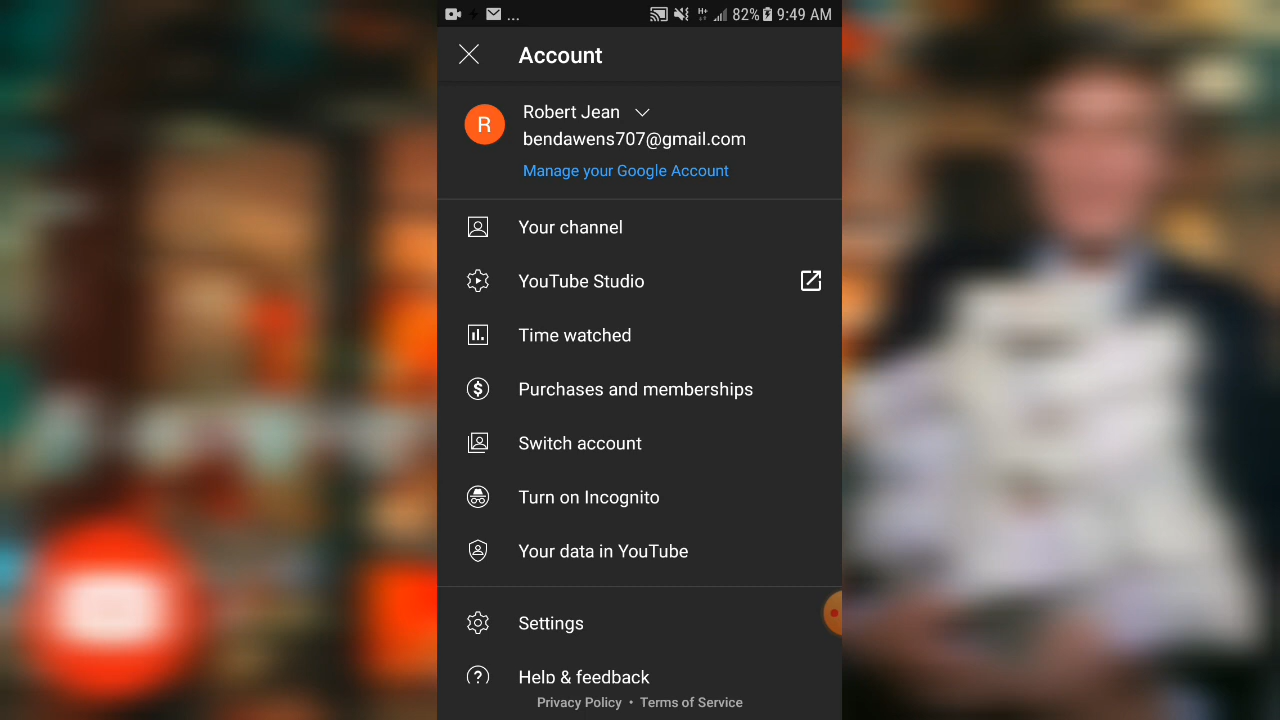 ... 82% 9:49 AM
Account
R
Robert Jean
bendawens707@gmail.com
Manage your Google Account
Your channel
YouTube Studio
Time watched
Purchases and memberships
Switch account
Turn on Incognito
Your data in YouTube
Settings
Help & feedback
Privacy Policy • Terms of Service